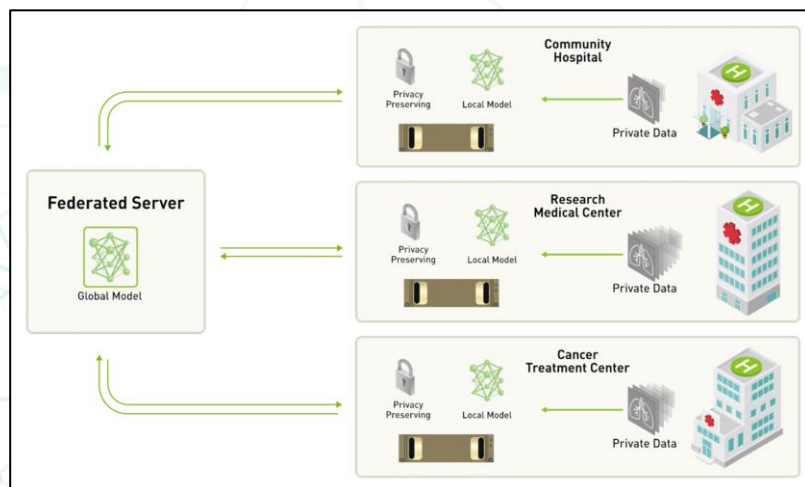 Community
Hospital
Privacy
Preserving
Local Model
Private Data
Federated Server
Global Model
Research
Medical Center
Privacy
Preserving
Local Model
Private Data
Cancer
Treatment Center
Privacy
Preserving
Local Model
Private Data
H
H
H